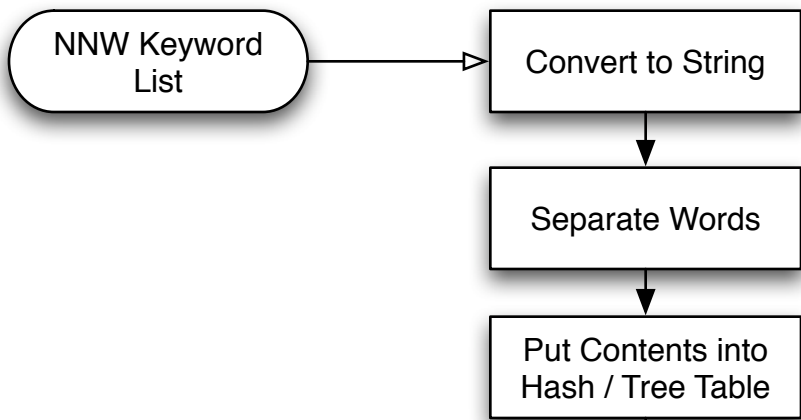 NNW Keyword
List
Convert to String
Separate Words
Put Contents into
Hash / Tree Table